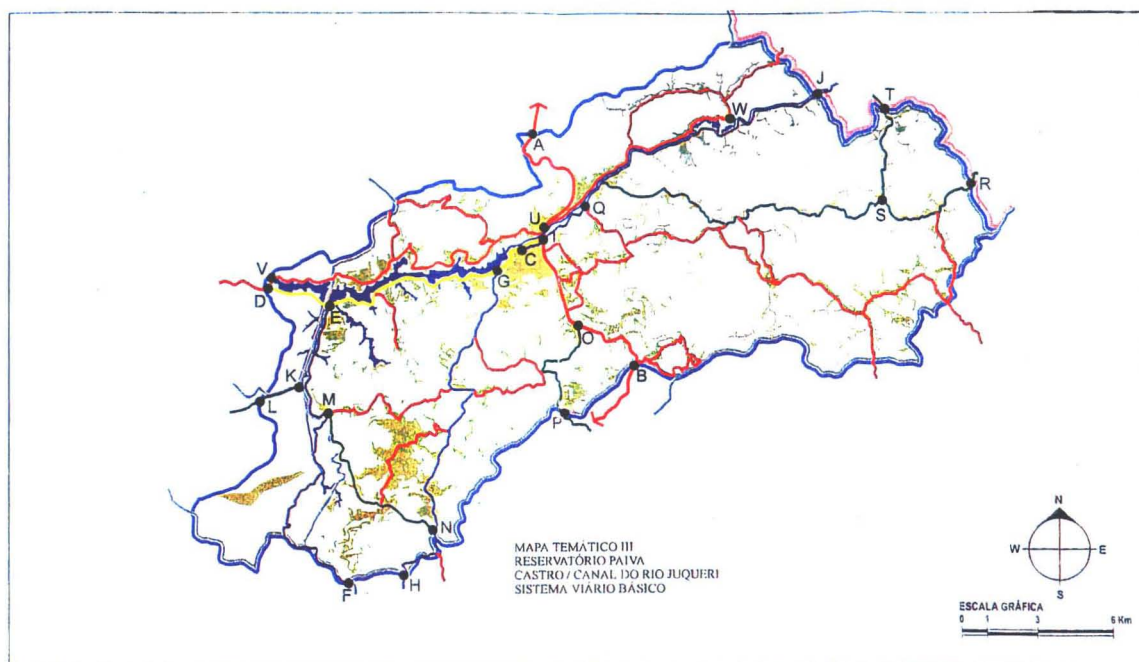 J
T
W
A
R
Q
S
U
I
C
G
V
D
E
O
B
K
L
M
P
N
H
F
MAPA TEMÁTICO III
RESERVATÓRIO PAIVA
CASTRO / CANAL DO RIO JUQUERI
SISTEMA VIÁRIO BÁSICO
N
W E
S
ESCALA GRÁFICA
0 1 3 6 Km